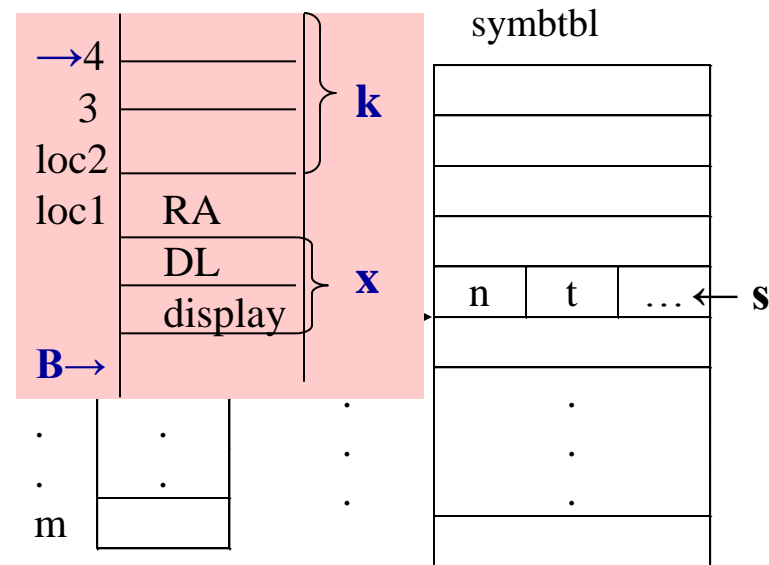 symbtbl
→4
3
k
loc2
loc1 RA
DL
x
display
n t … ← s
B→
. . . .
. . .
. . . .
m